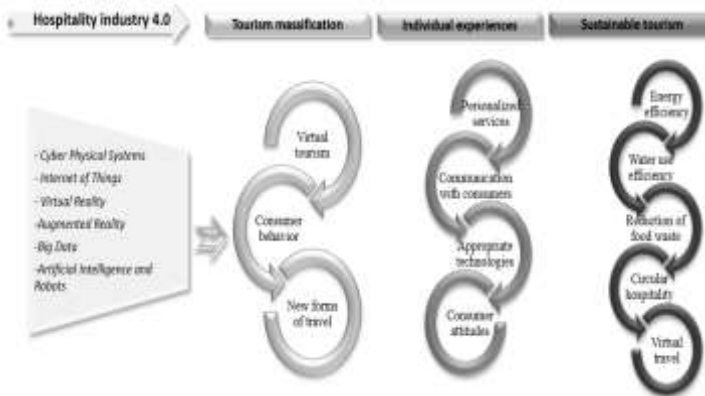 Hospitality industry 4.0
Tourism massification
Individual experiences
Sustainable tourism
- Cyber Physical Systems
- Internet of Things
- Virtual Reality
-Augmented Reality
-Big Data
-Artificial Intelligence and
Robots
Virtual
tourism
Consumer
behavior
New forms
of travel
Personalized
services
Communication
with consumers
Appropriate
technologies
Consumer
attitudes
Energy
efficiency
Water use
efficiency
Reduction of
food waste
Circular
hospitality
Virtual
travel